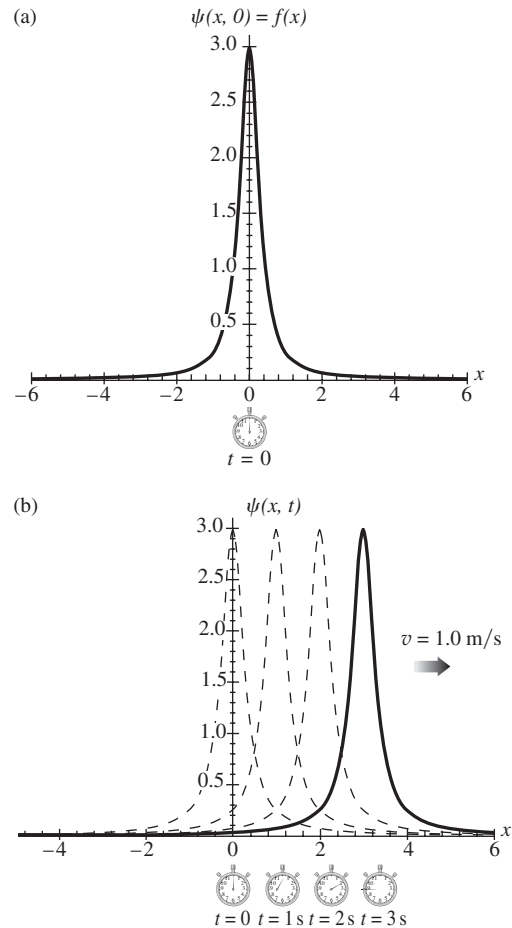 (a)
ψ(x, 0) = f(x)
3.0
2.5
2.0
1.5
1.0
0.5
x
−6 −4 −2 0 2 4 6
t = 0
(b)
ψ(x, t)
3.0
2.5
2.0
v = 1.0 m/s
1.5
1.0
0.5
x
−4 −2 0 2 4 6
t = 0 t = 1 s t = 2 s t = 3 s